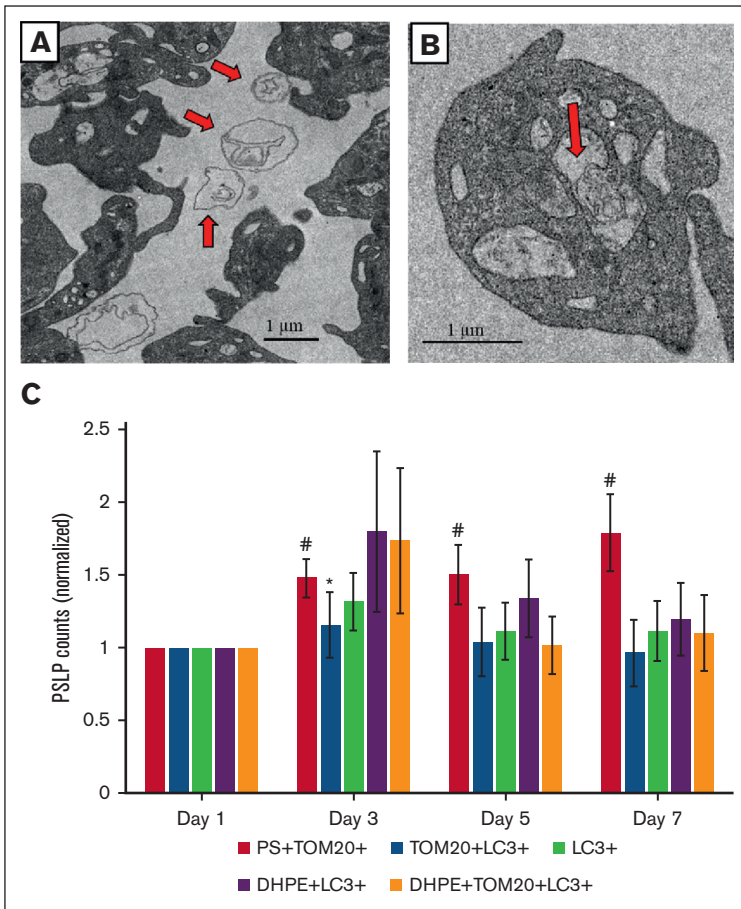 A
B
1 µm
1 µm
C
PSLP counts (normalized)
2.5
2
1.5
1
0.5
0
#
*
#
#
Day 1
Day 3
Day 5
Day 7
PS+TOM20+
TOM20+LC3+
LC3+
DHPE+LC3+
DHPE+TOM20+LC3+